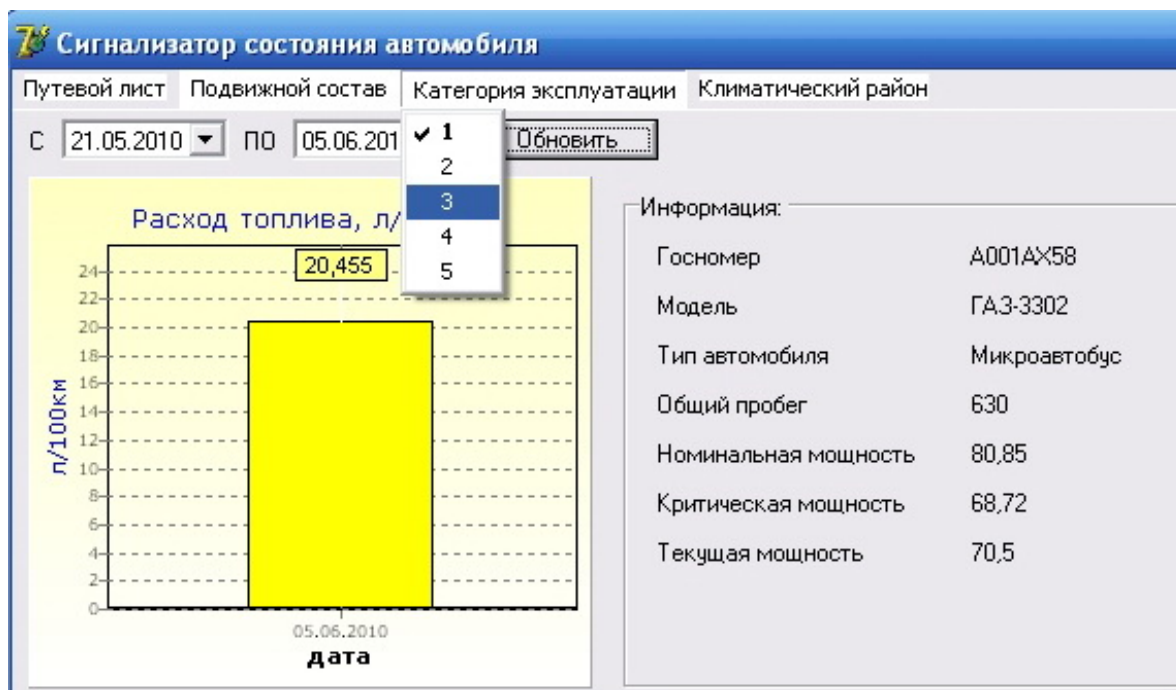 Сигнализатор состояния автомобиля
Путевой лист Подвижной состав Категория эксплуатации Климатический район
С 21.05.2010 ПО 05.06.201 Обновить
1
2
3
4
5
Расход топлива, л/
20,455
24
22
20
18
16
14
12
10
8
6
4
2
0
л/100км
05.06.2010
дата
Информация:
Госномер А001АХ58
Модель ГАЗ-3302
Тип автомобиля Микроавтобус
Общий пробег 630
Номинальная мощность 80,85
Критическая мощность 68,72
Текущая мощность 70,5